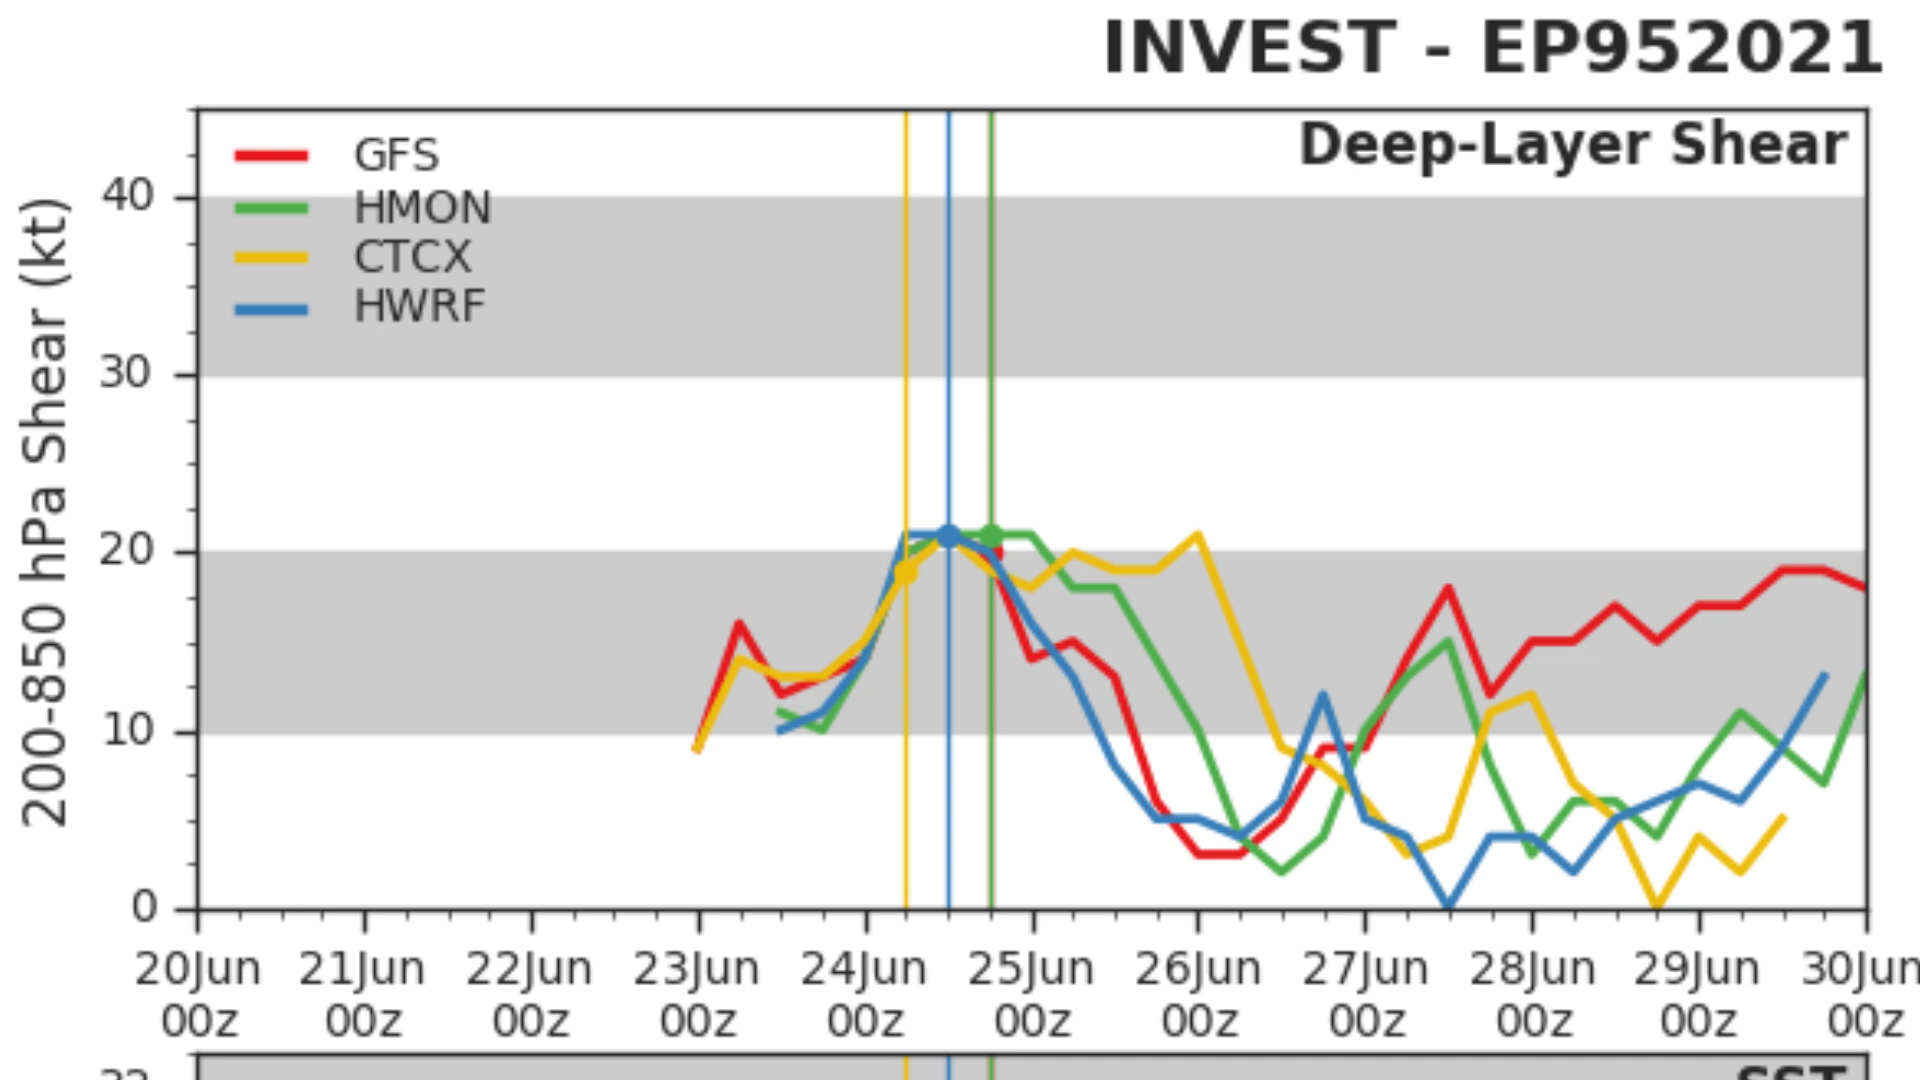 INVEST - EP952021
Deep-Layer Shear
GFS
HMON
CTCX
HWRF
200-850 hPa Shear (kt)
40
30
20
10
0
20Jun 21Jun 22Jun 23Jun 24Jun 25Jun 26Jun 27Jun 28Jun 29Jun 30Jun
00z 00z 00z 00z 00z 00z 00z 00z 00z 00z 00z
32
SST